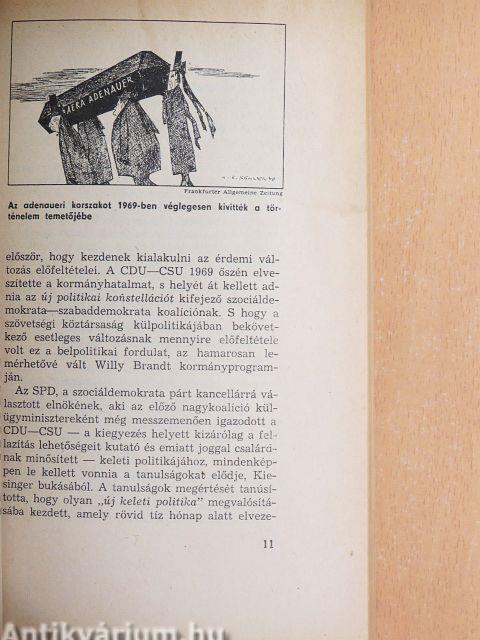 AERA ADENAUER
Frankfurter Allgemeine Zeitung
Az adenaueri korszakot 1969-ben véglegesen kivitték a tör-
ténelem temetőjébe
először, hogy kezdenek kialakulni az érdemi vál-
tozás előfeltételei. A CDU—CSU 1969 őszén elve-
szítette a kormányhatalmat, s helyét át kellett ad-
nia az új politikai konstellációt kifejező szociálde-
mokrata—szabaddemokrata koalíciónak. S hogy a
szövetségi köztársaság külpolitikájában bekövet-
kező esetleges változásnak mennyire előfeltétele
volt ez a belpolitikai fordulat, az hamarosan le-
mérhetővé vált Willy Brandt kormányprogram-
ján.
Az SPD, a szociáldemokrata párt kancellárrá vá-
lasztott elnökének, aki az előző nagykoalíció kül-
ügyminisztereként még messzemenően igazodott a
CDU—CSU — a kiegyezés helyett kizárólag a fel-
lazítás lehetőségeit kutató és emiatt joggal csalárd-
nak minősített — keleti politikájához, mindenkép-
pen le kellett vonnia a tanulságokat elődje, Kie-
singer bukásából. A tanulságok megértését tanúsí-
totta, hogy olyan „új keleti politika" megvalósítá-
sába kezdett, amely rövid tíz hónap alatt elveze-
11
Antikvárium.hu